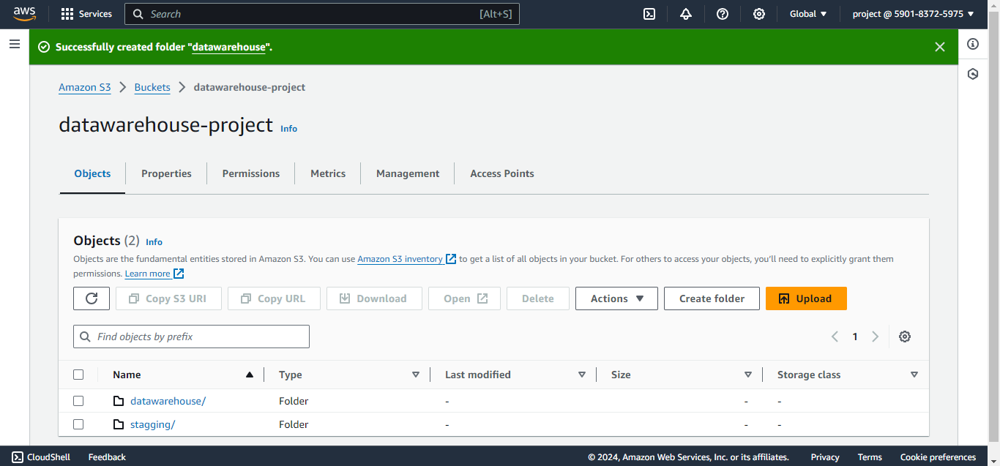 aws Services Search [Alt+S] Global project @ 5901-8372-5975
Successfully created folder "datawarehouse".
Amazon S3 Buckets datawarehouse-project
datawarehouse-project Info
Objects Properties Permissions Metrics Management Access Points
Objects (2) Info
Objects are the fundamental entities stored in Amazon S3. You can use Amazon S3 inventory to get a list of all objects in your bucket. For others to access your objects, you'll need to explicitly grant them
permissions. Learn more
Copy S3 URI Copy URL Download Open Delete Actions Create folder Upload
Find objects by prefix 1
Name Type Last modified Size Storage class
datawarehouse/ Folder - - -
stagging/ Folder - - -
CloudShell Feedback © 2024, Amazon Web Services, Inc. or its affiliates. Privacy Terms Cookie preferences